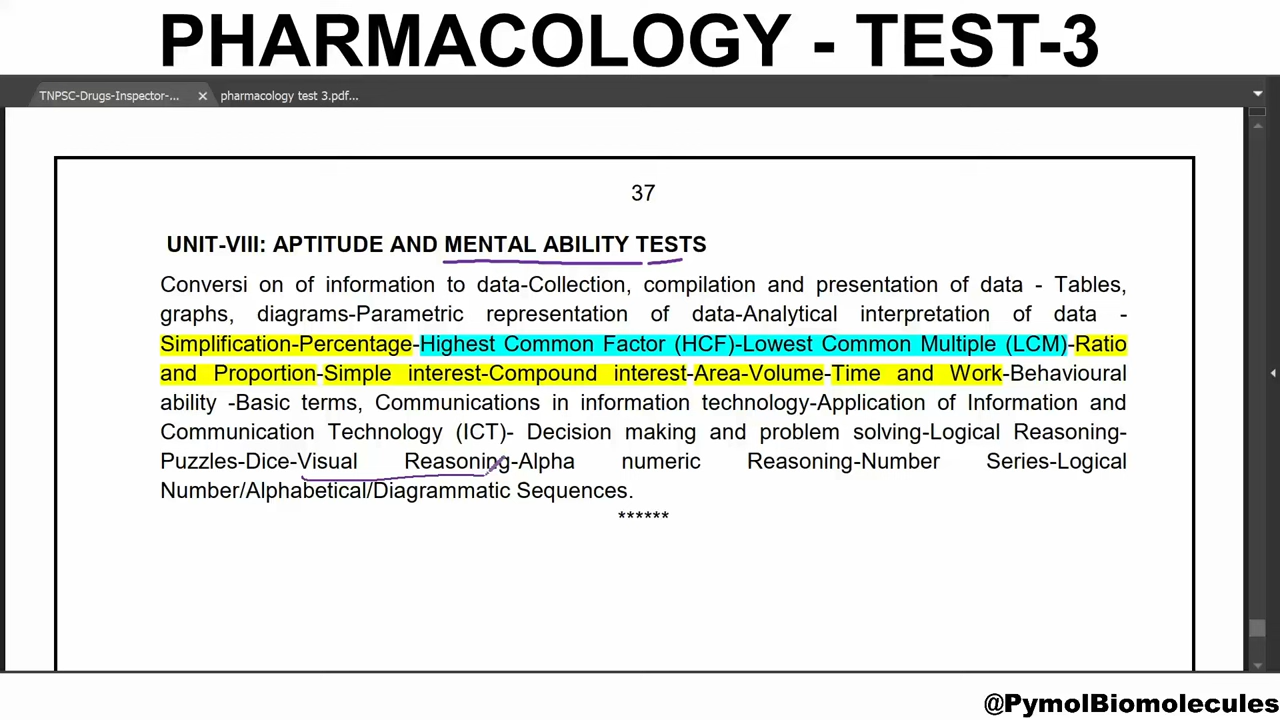 PHARMACOLOGY - TEST-3
TNPSC-Drugs-Inspector-... × pharmacology test 3.pdf...
37
UNIT-VIII: APTITUDE AND MENTAL ABILITY TESTS
Conversi on of information to data-Collection, compilation and presentation of data - Tables,
graphs, diagrams-Parametric representation of data-Analytical interpretation of data -
Simplification-Percentage-Highest Common Factor (HCF)-Lowest Common Multiple (LCM)-Ratio
and Proportion-Simple interest-Compound interest-Area-Volume-Time and Work-Behavioural
ability -Basic terms, Communications in information technology-Application of Information and
Communication Technology (ICT)- Decision making and problem solving-Logical Reasoning-
Puzzles-Dice-Visual Reasoning-Alpha numeric Reasoning-Number Series-Logical
Number/Alphabetical/Diagrammatic Sequences.
******
@PymolBiomolecules